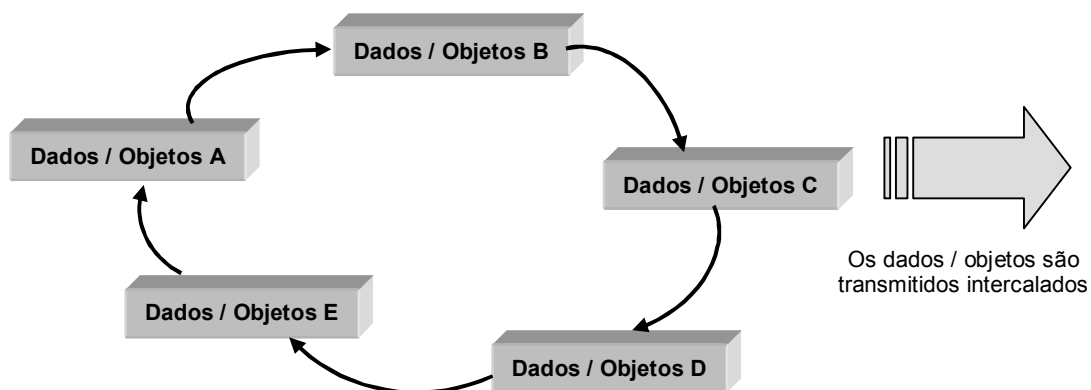 Dados / Objetos B
Dados / Objetos A
Dados / Objetos C
Os dados / objetos são
transmitidos intercalados
Dados / Objetos E
Dados / Objetos D